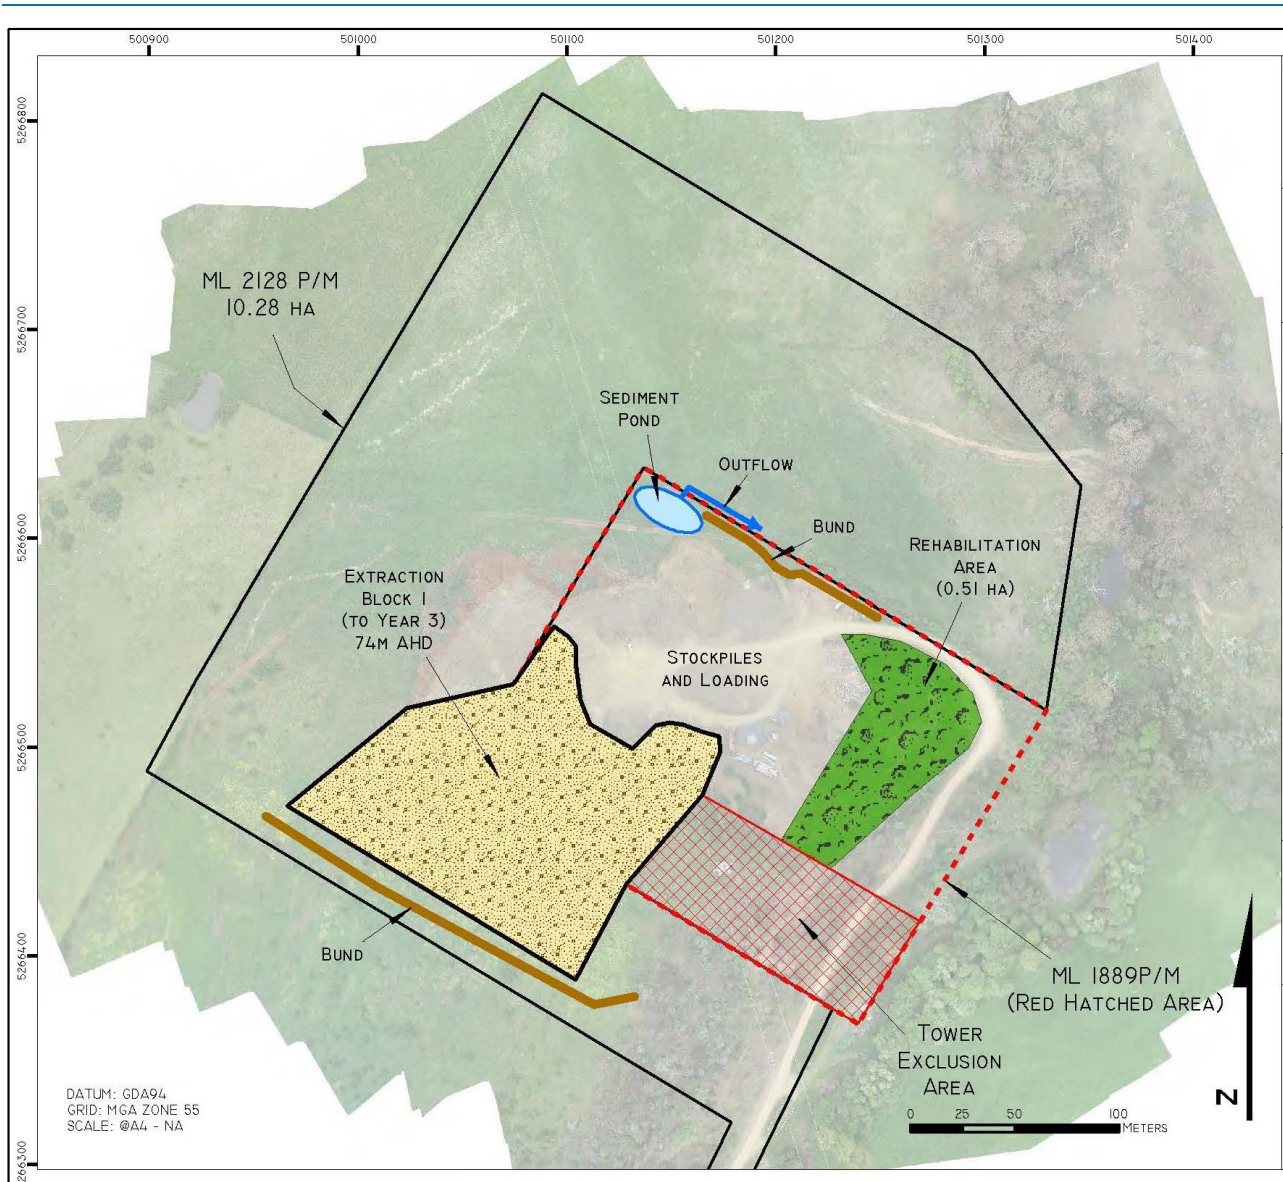 500900
501000
501100
501200
501300
501400
5266800
5266700
5266600
5266500
5266400
266300
ML 2128 P/M
10.28 HA
SEDIMENT
POND
OUTFLOW
BUND
REHABILITATION
AREA
(0.51 HA)
EXTRACTION
BLOCK 1
(TO YEAR 3)
74M AHD
STOCKPILES
AND LOADING
BUND
ML 1889P/M
(RED HATCHED AREA)
TOWER
EXCLUSION
AREA
N
DATUM: GDA94
GRID: MGA ZONE 55
SCALE: @A4 - NA
0 25 50 100
METERS